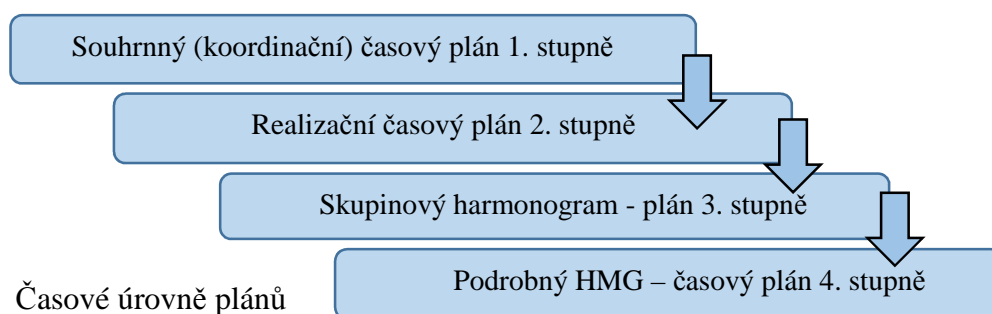 Souhrnný (koordinační) časový plán 1. stupně
Realizační časový plán 2. stupně
Skupinový harmonogram - plán 3. stupně
Podrobný HMG – časový plán 4. stupně
Časové úrovně plánů